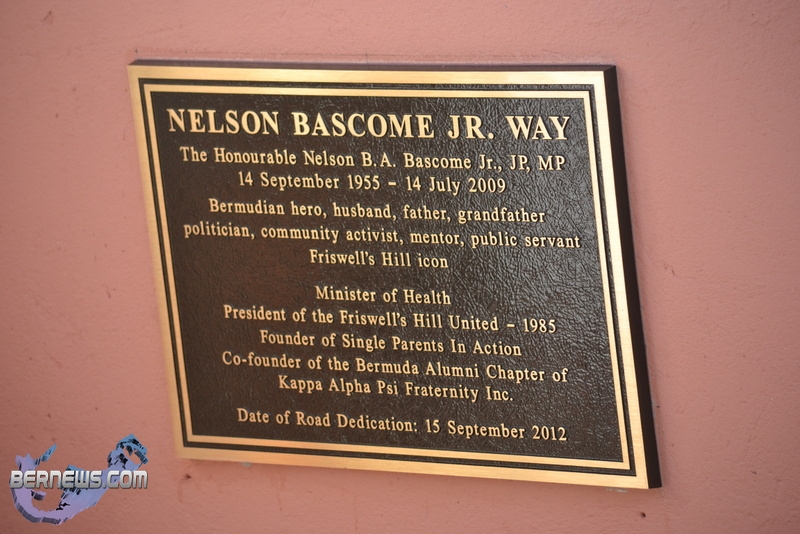 NELSON BASCOME JR. WAY
The Honourable Nelson B.A. Bascome Jr., JP, MP
14 September 1955 – 14 July 2009
Bermudian hero, husband, father, grandfather
politician, community activist, mentor, public servant
Friswell's Hill icon
Minister of Health
President of the Friswell's Hill United – 1985
Founder of Single Parents In Action
Co-founder of the Bermuda Alumni Chapter of
Kappa Alpha Psi Fraternity Inc.
Date of Road Dedication: 15 September 2012
BERNEWS.COM